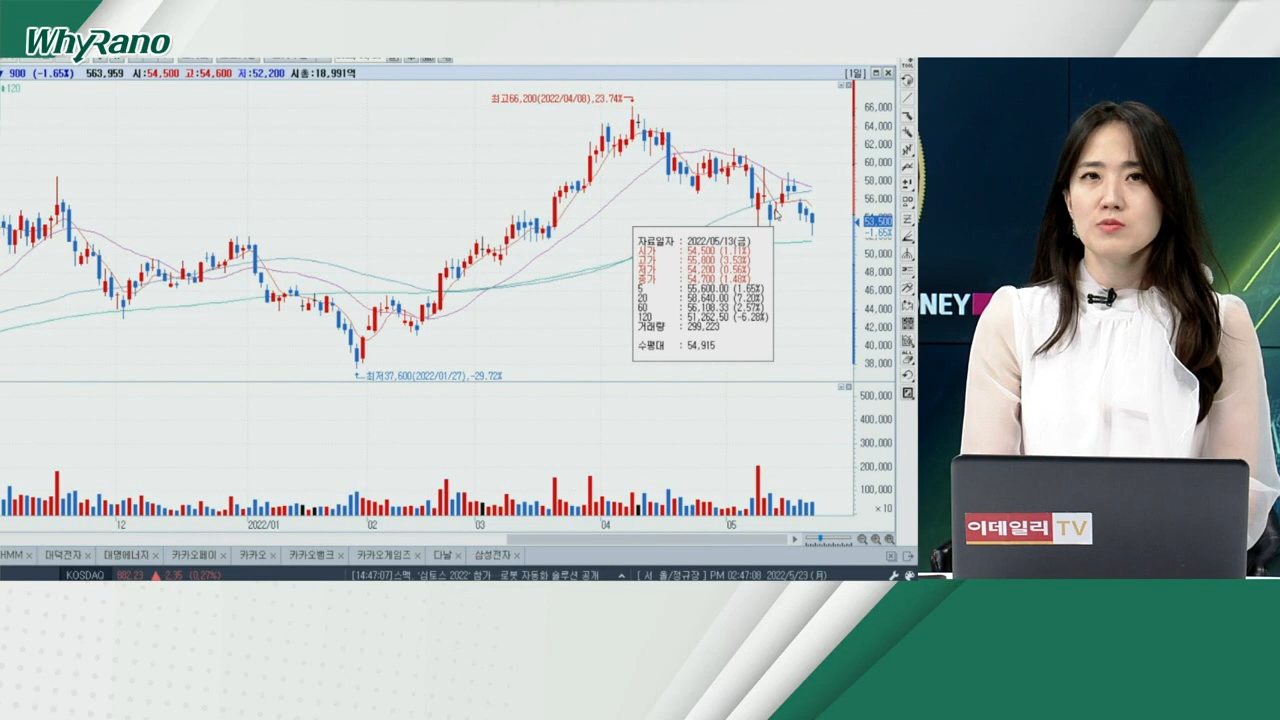 WhyRano
900 (-1.65%) 563,959 시:54,500 고:54,600 저:52,200 시총:18,991억 [1일]
120
최고66,200(2022/04/08),23.74%
66,000
64,000
62,000
60,000
58,000
56,000
53,500
-1.65%
50,000
48,000
46,000
44,000
42,000
40,000
38,000
자료일자 : 2022/05/13(금)
시가 : 54,500 (1.11%)
고가 : 55,800 (3.53%)
저가 : 54,200 (0.56%)
종가 : 54,700 (1.48%)
5 : 55,600.00 (1.65%)
20 : 58,640.00 (7.20%)
60 : 56,108.33 (2.57%)
120 : 51,262.50 (-6.28%)
거래량 : 299,223
수평대 : 54,915
최저37,600(2022/01/27),-29.72%
500,000
400,000
300,000
200,000
100,000
×10
12 2022/01 02 03 04 05
HMM 대덕전자 대명에너지 카카오페이 카카오 카카오뱅크 카카오게임즈 다날 삼성전자
KOSDAQ 882.23 ▲ 2.35 (0.27%) [14:47:07] 스맥, '심토스 2022' 참가 로봇 자동화 솔루션 공개 [ 서 울/정규장 ] PM 02:47:08 2022/5/23 (월)
NEY
이데일리 TV